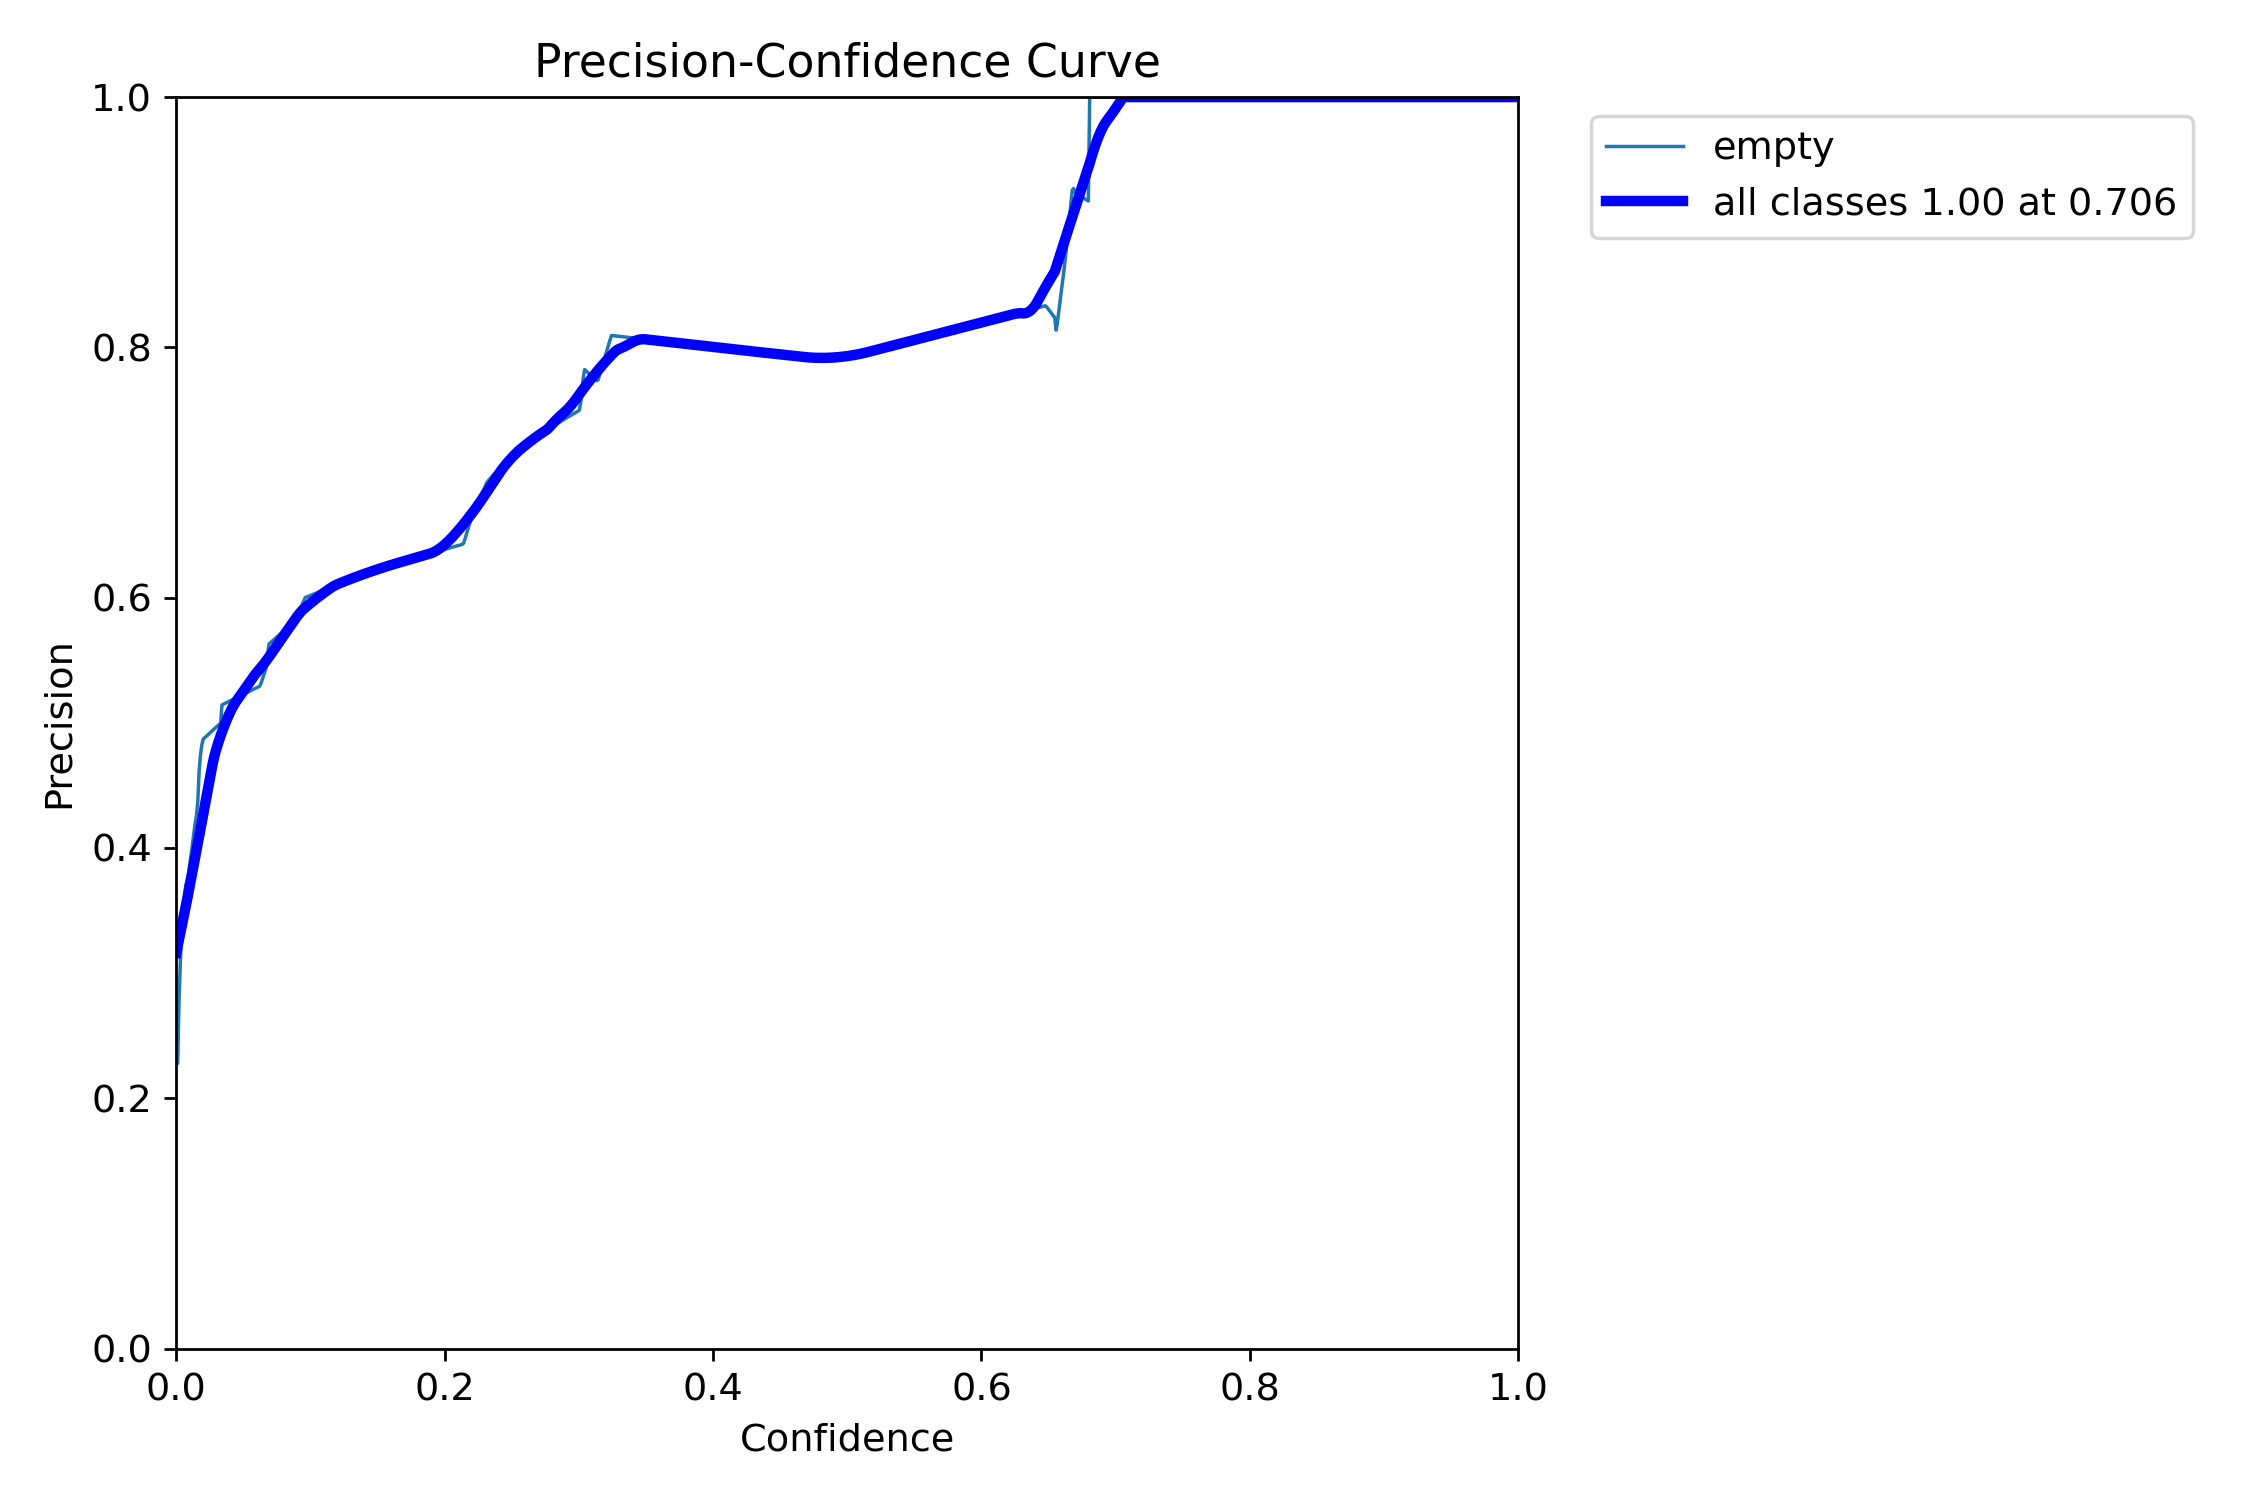 Precision-Confidence Curve
1.0
0.8
0.6
0.4
0.2
0.0
Precision
0.0 0.2 0.4 0.6 0.8 1.0
Confidence
empty
all classes 1.00 at 0.706